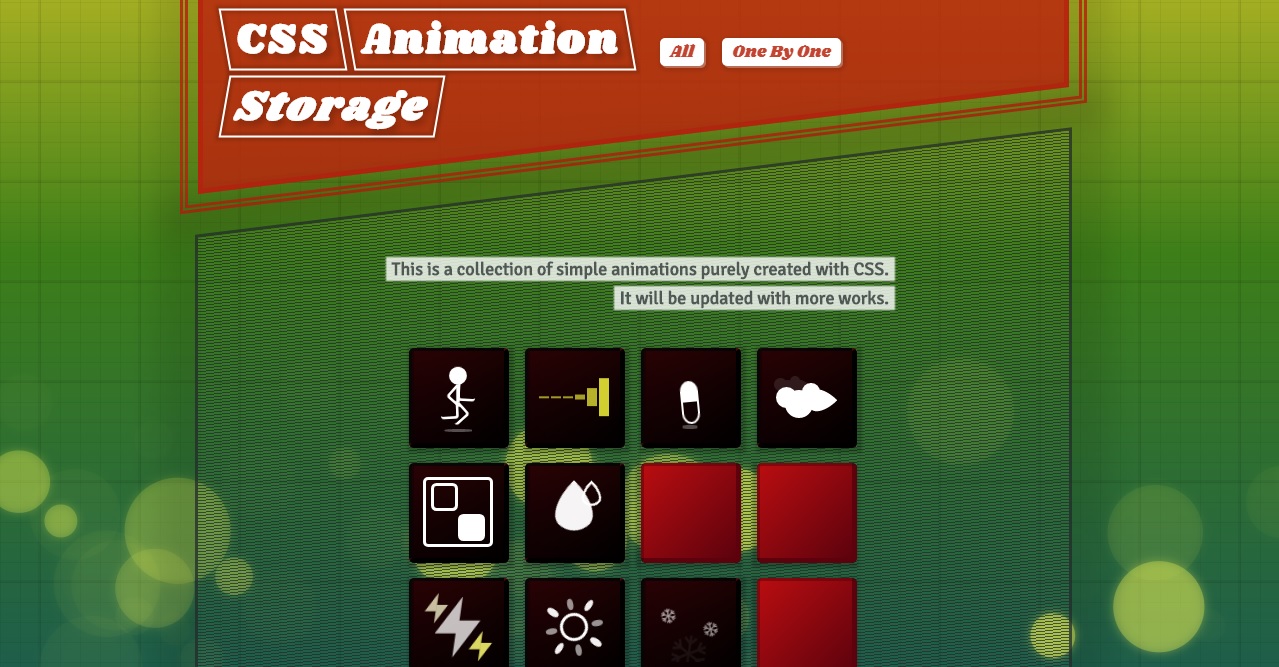 CSS Animation
Storage
All
One By One
This is a collection of simple animations purely created with CSS.
It will be updated with more works.